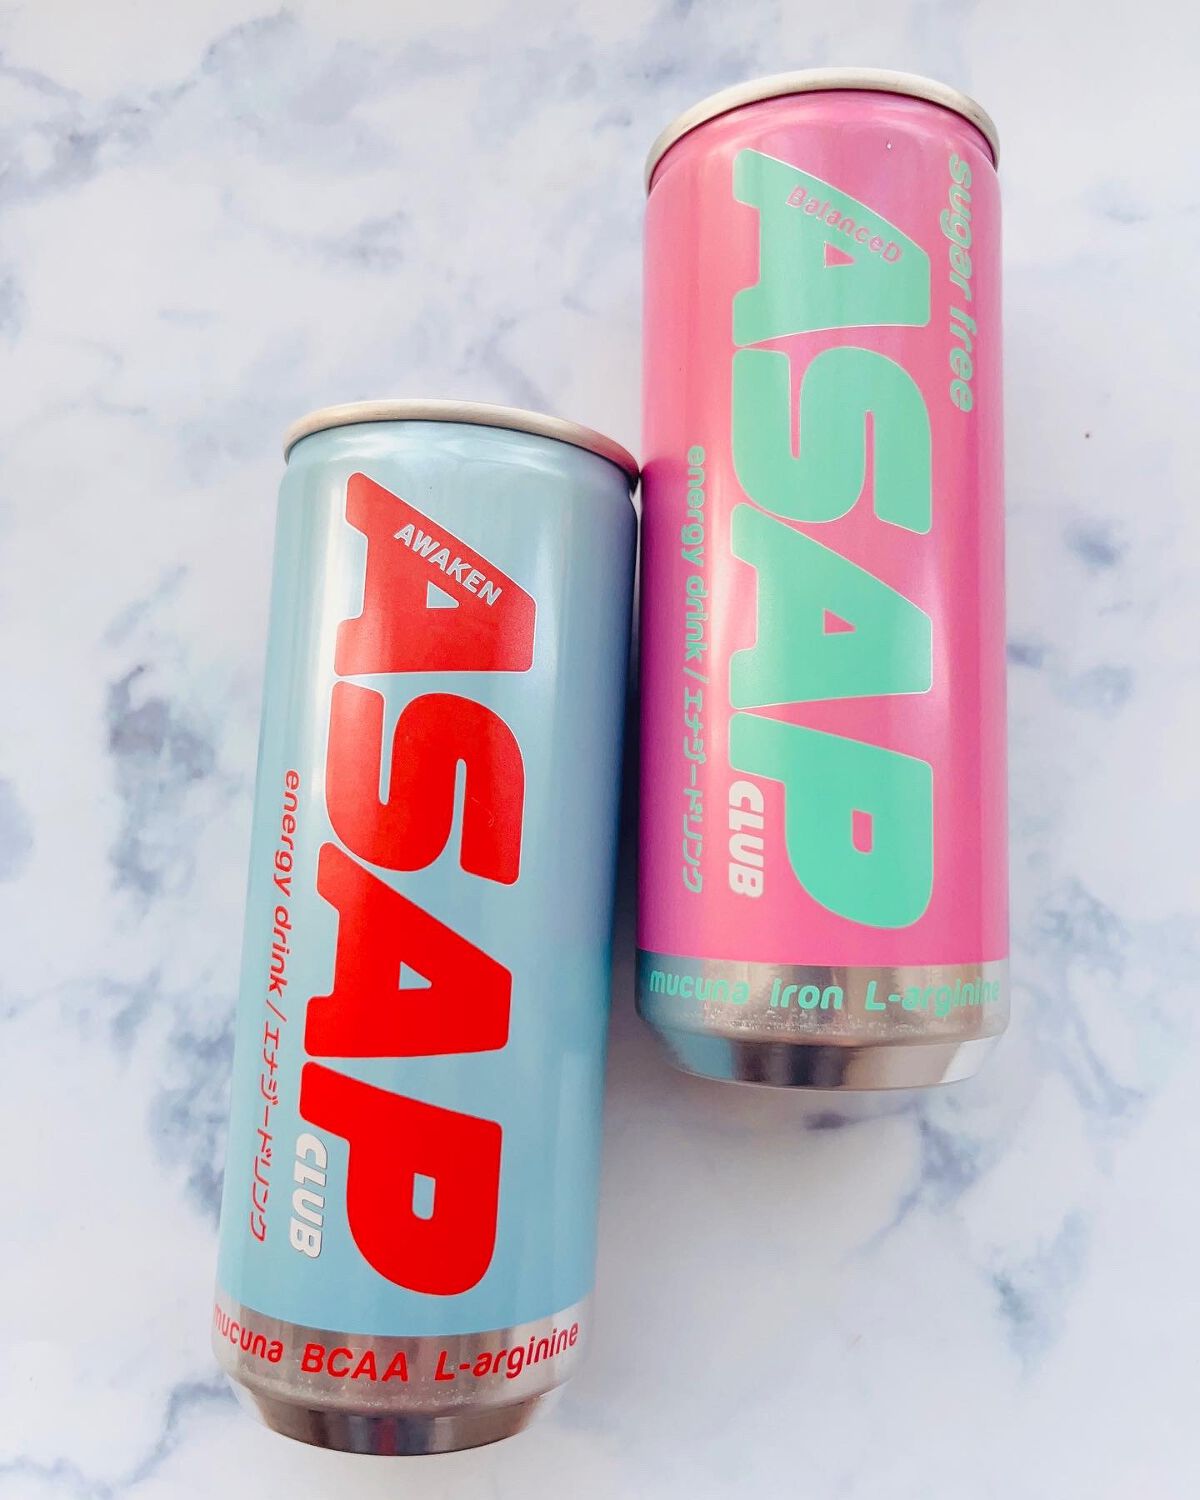 AWAKEN
ASAP
CLUB
energy drink / エナジードリンク
mucuna BCAA L-arginine
sugar free
BalanceD
ASAP
CLUB
energy drink / エナジードリンク
mucuna iron L-arginine